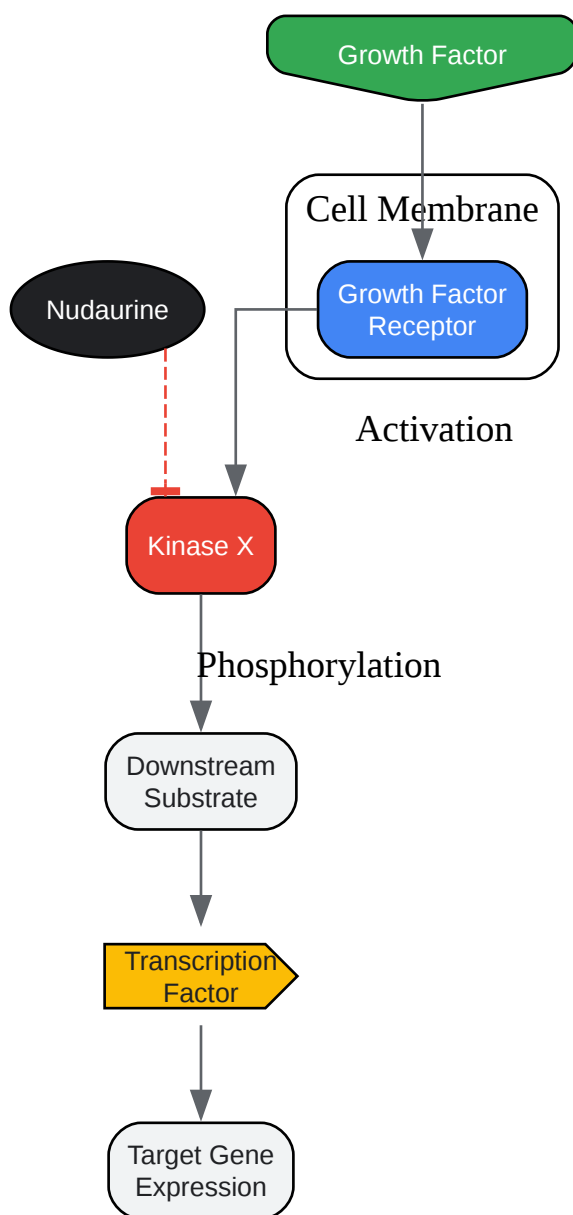 Growth Factor
Cell Membrane
Growth Factor
Receptor
Nudaurine
Activation
Kinase X
Phosphorylation
Downstream
Substrate
Transcription
Factor
Target Gene
Expression